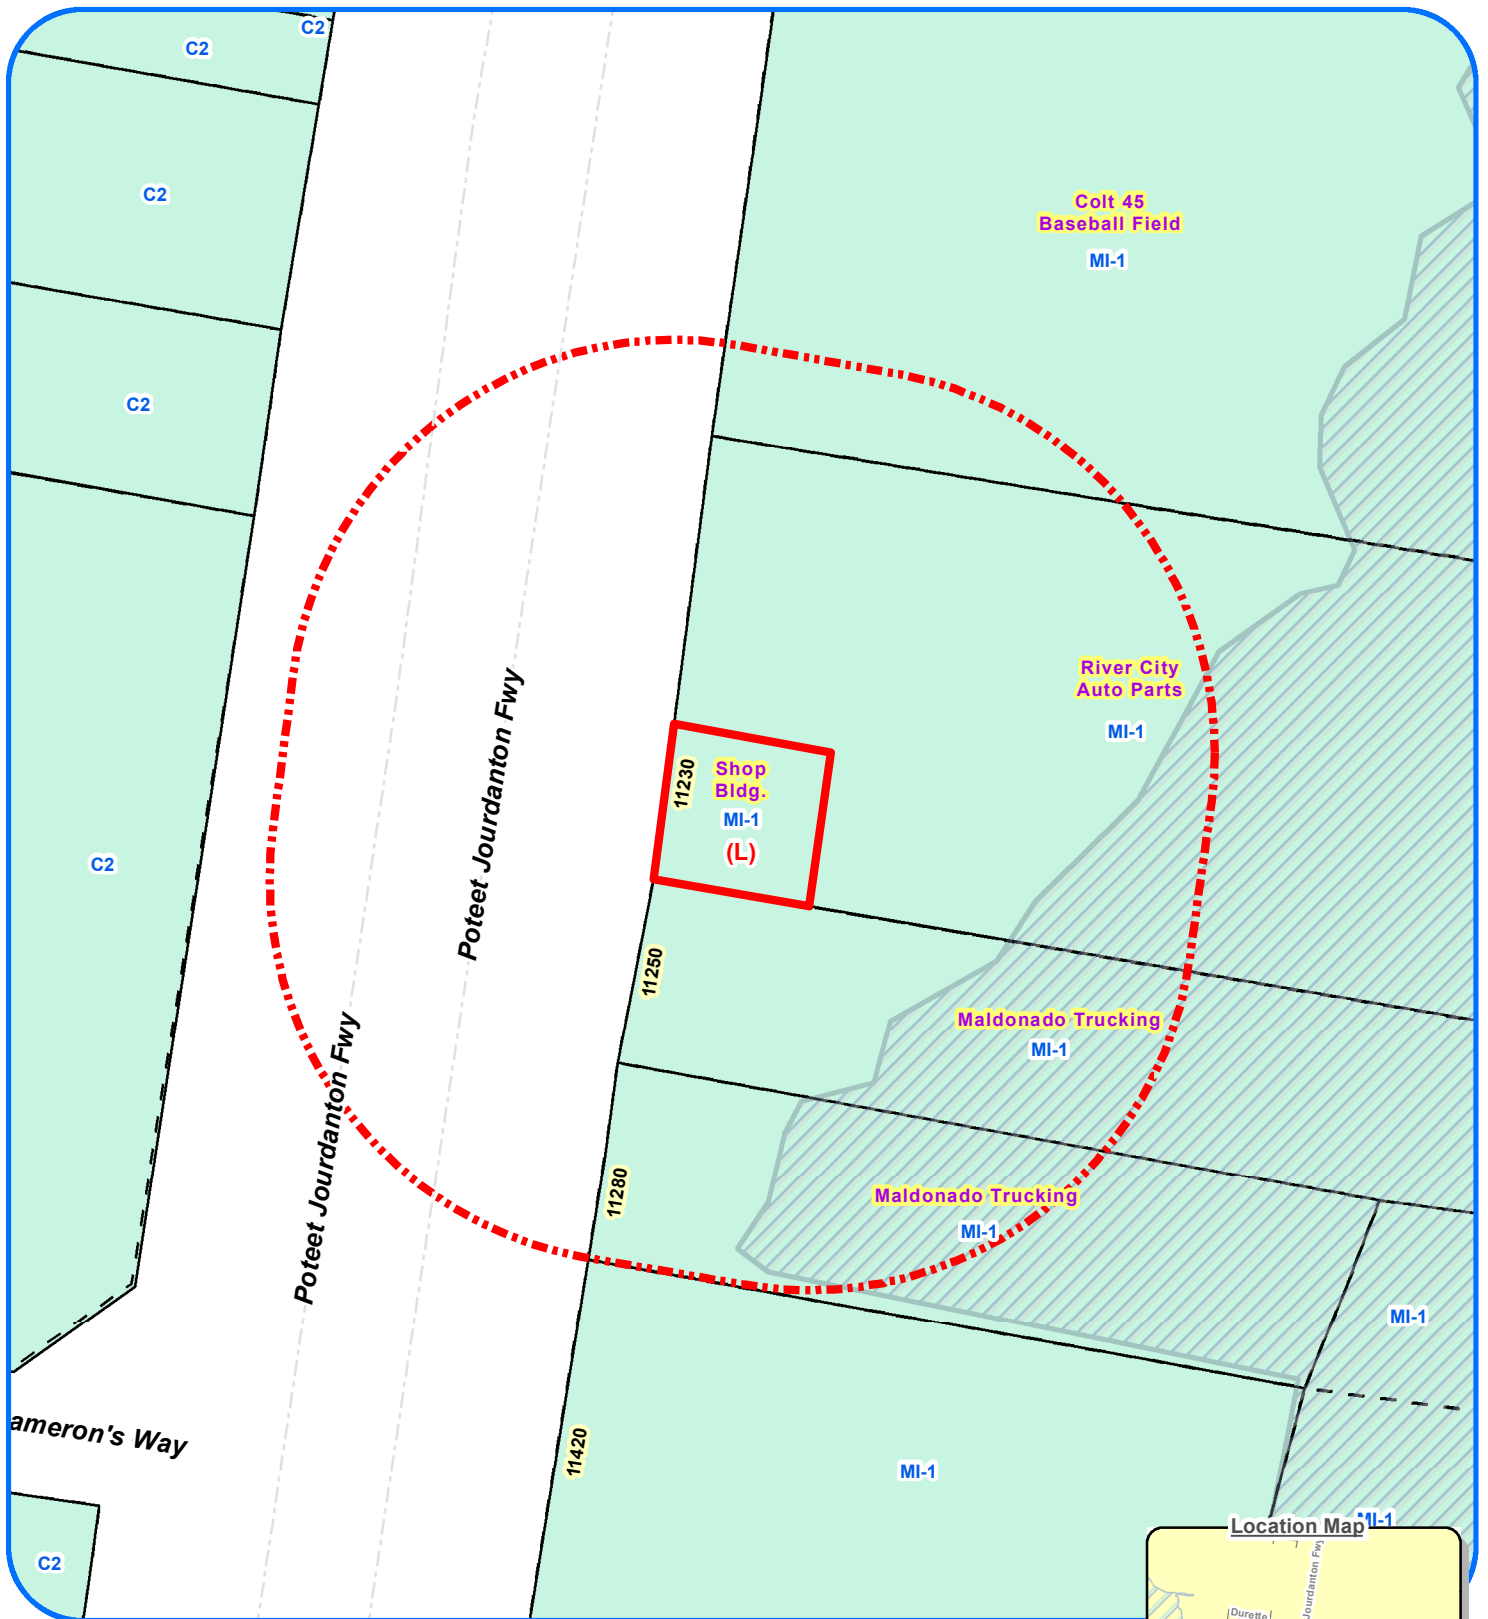 C2
C2
C2
Colt 45
Baseball Field
MI-1
C2
River City
Auto Parts
MI-1
Poteet Jourdanton Fwy
11230
Shop
Bldg.
MI-1
(L)
C2
11250
Maldonado Trucking
MI-1
Poteet Jourdanton Fwy
11280
Maldonado Trucking
MI-1
MI-1
ameron's Way
11420
MI-1
MI-1
Location Map
C2
Jourdanton Fwy
Durette